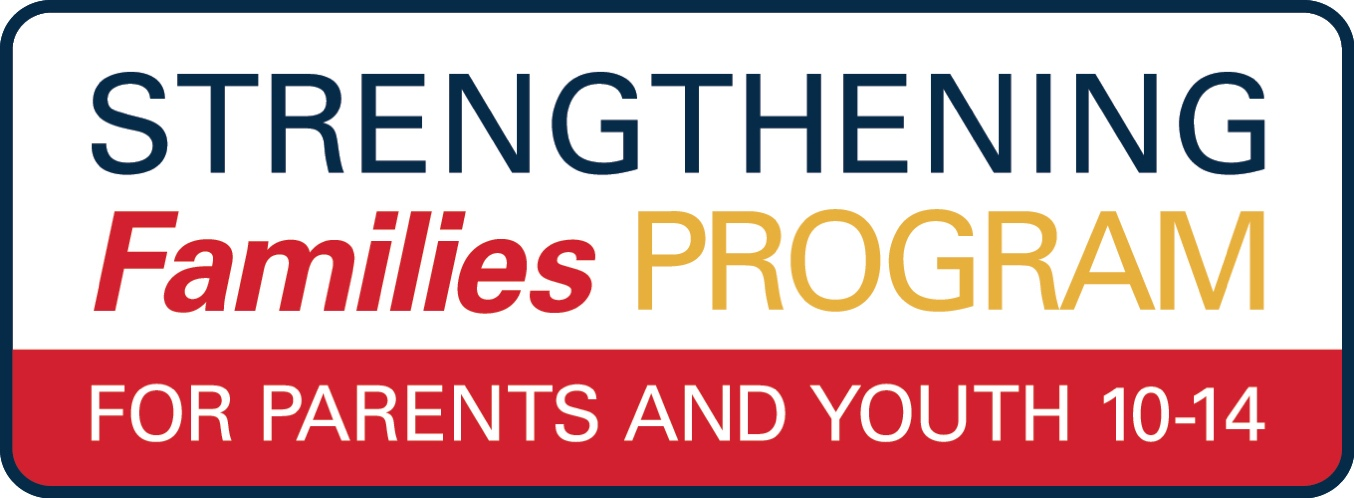 STRENGTHENING
Families PROGRAM
FOR PARENTS AND YOUTH 10-14